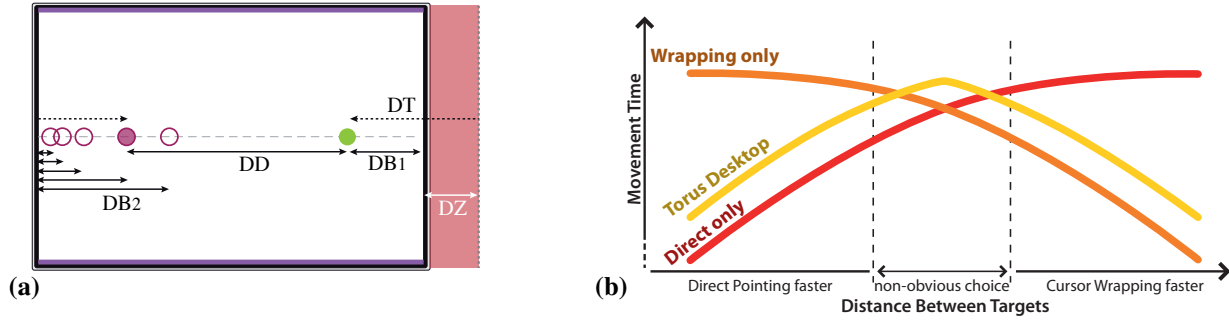 DT
DD
DB1
DB2
DZ
(a)
Movement Time
Wrapping only
Torus Desktop
Direct only
Direct Pointing faster
non-obvious choice
Cursor Wrapping faster
(b)
Distance Between Targets